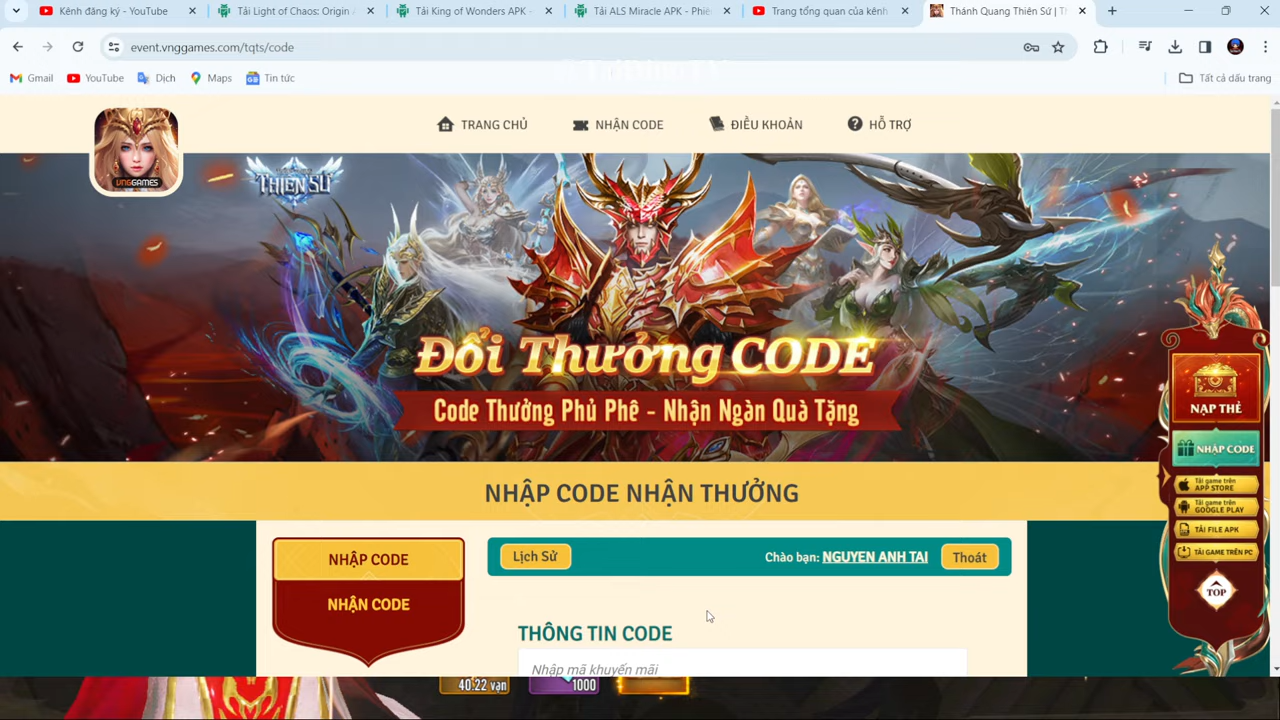 Kênh đăng ký - YouTube
Tải Light of Chaos: Origin
Tải King of Wonders APK -
Tải ALS Miracle APK - Phiê
Trang tổng quan của kênh
Thánh Quang Thiên Sứ | T
event.vnggames.com/tqts/code
Gmail
YouTube
Dịch
Maps
Tin tức
Tất cả dấu trang
VNGGAMES
TRANG CHỦ
NHẬN CODE
ĐIỀU KHOẢN
HỖ TRỢ
THIÊN SỨ
Đổi Thưởng CODE
Code Thưởng Phủ Phê - Nhận Ngàn Quà Tặng
NẠP THẺ
NHẬP CODE
Tải game trên
APP STORE
Tải game trên
GOOGLE PLAY
TẢI FILE APK
TẢI GAME TRÊN PC
TOP
NHẬP CODE NHẬN THƯỞNG
NHẬP CODE
NHẬN CODE
Lịch Sử
Chào bạn: NGUYEN ANH TAI
Thoát
THÔNG TIN CODE
Nhập mã khuyến mãi
40.22 vạn
1000